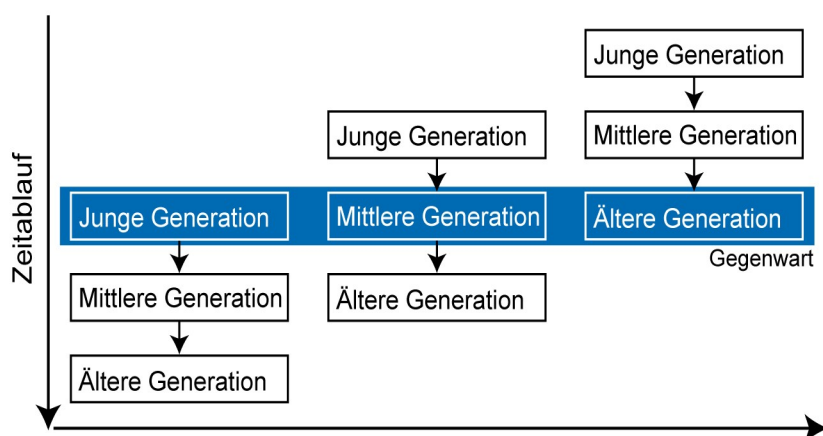 Junge Generation
Junge Generation
Mittlere Generation
Junge Generation
Mittlere Generation
Ältere Generation
Gegenwart
Mittlere Generation
Ältere Generation
Ältere Generation
Zeitablauf